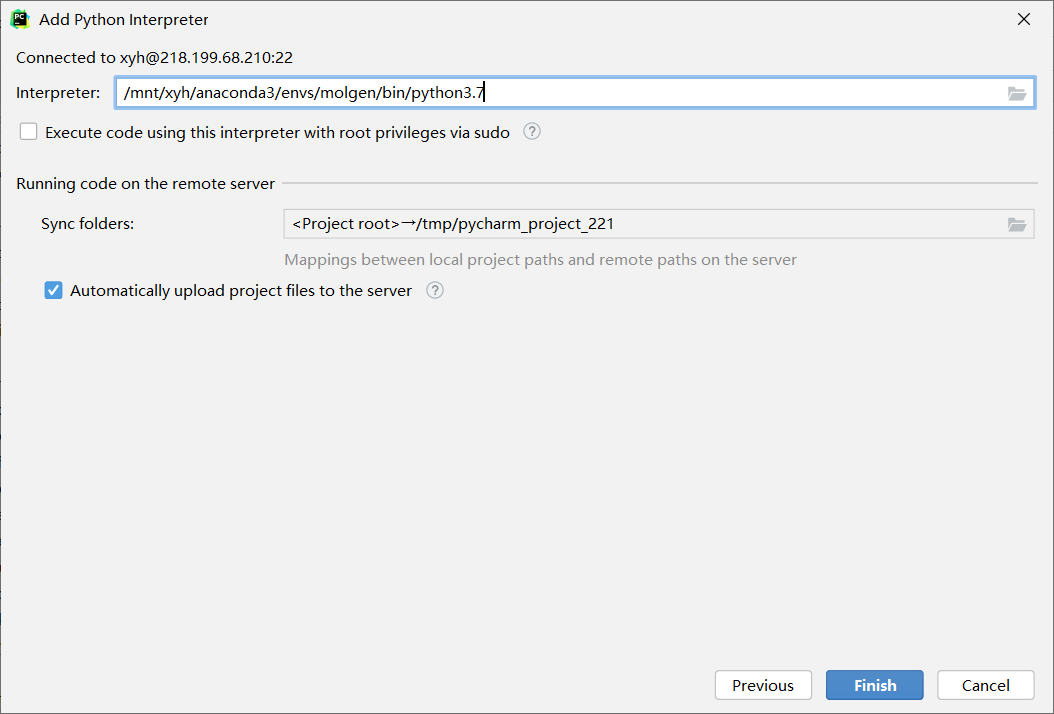 PC
Add Python Interpreter
Connected to xyh@218.199.68.210:22
Interpreter: /mnt/xyh/anaconda3/envs/molgen/bin/python3.7
Execute code using this interpreter with root privileges via sudo ?
Running code on the remote server
Sync folders: <Project root>→/tmp/pycharm_project_221
Mappings between local project paths and remote paths on the server
Automatically upload project files to the server ?
Previous Finish Cancel